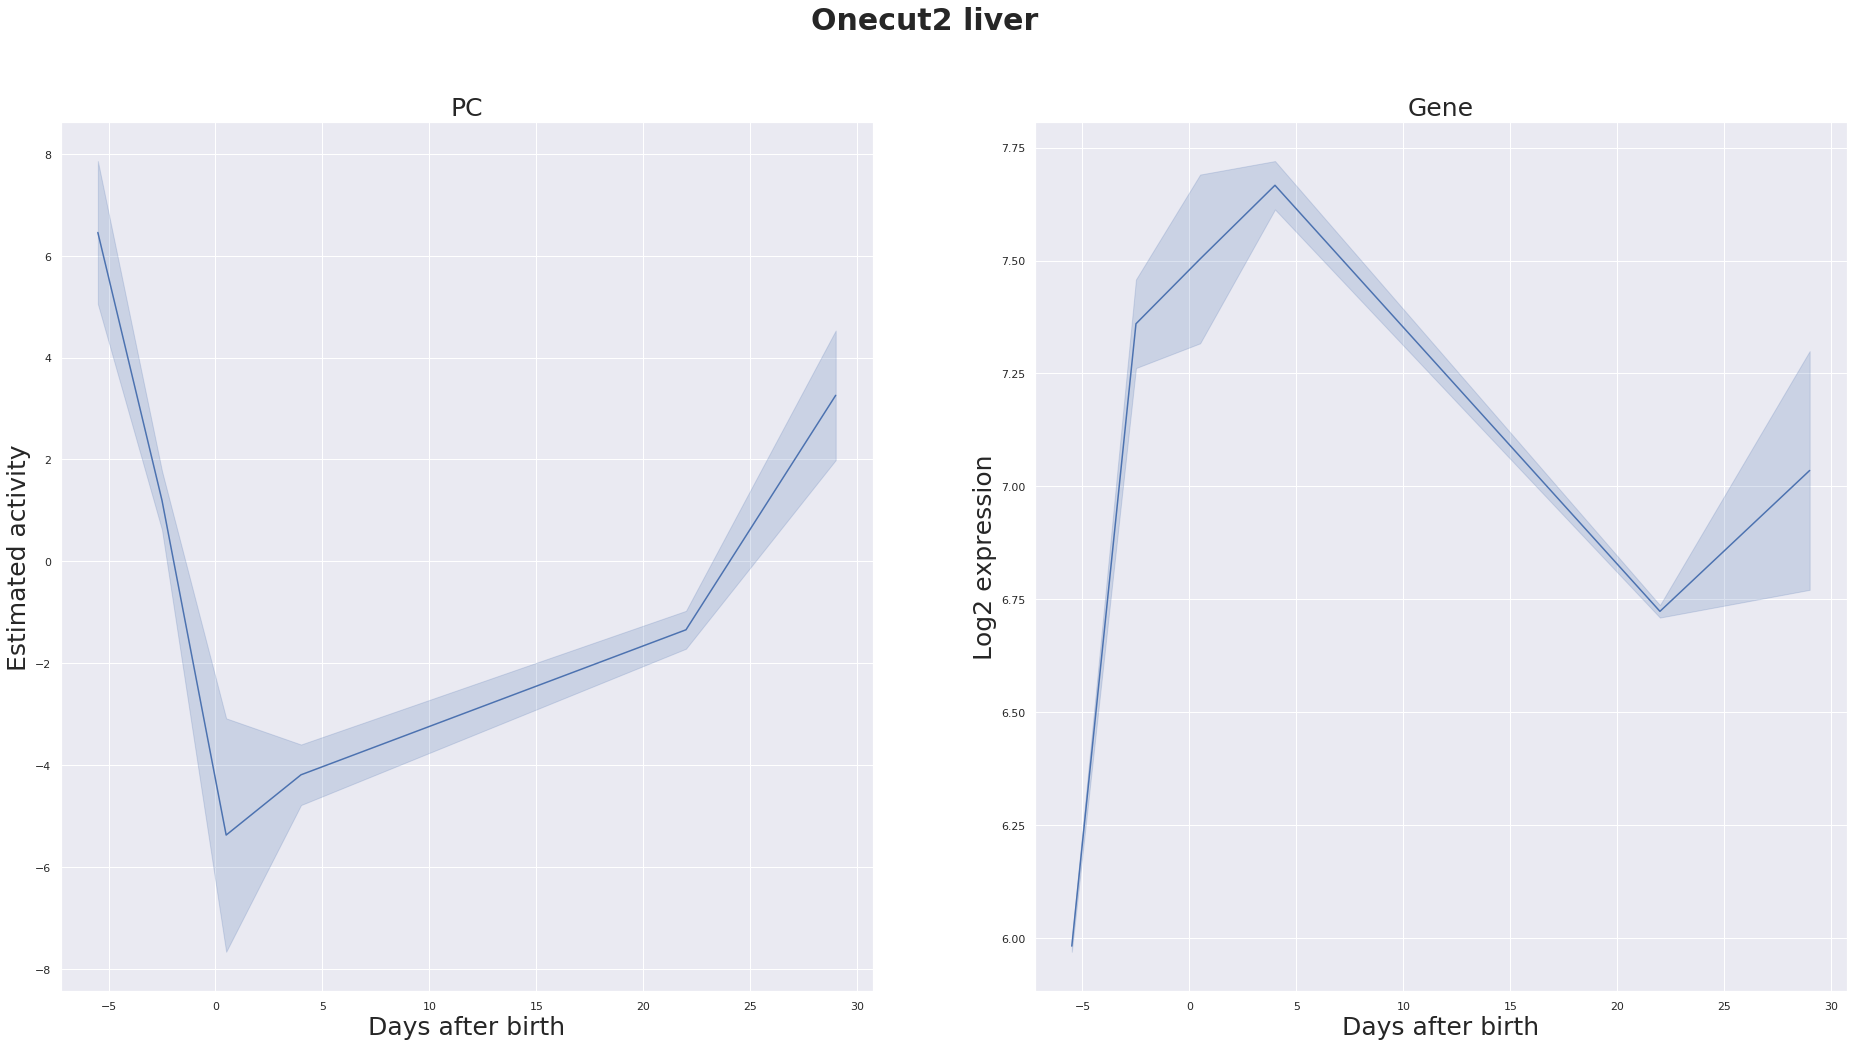 Onecut2 liver
PC
Estimated activity
8
6
4
2
0
−2
−4
−6
−8
−5 0 5 10 15 20 25 30
Days after birth
Gene
Log2 expression
7.75
7.50
7.25
7.00
6.75
6.50
6.25
6.00
−5 0 5 10 15 20 25 30
Days after birth